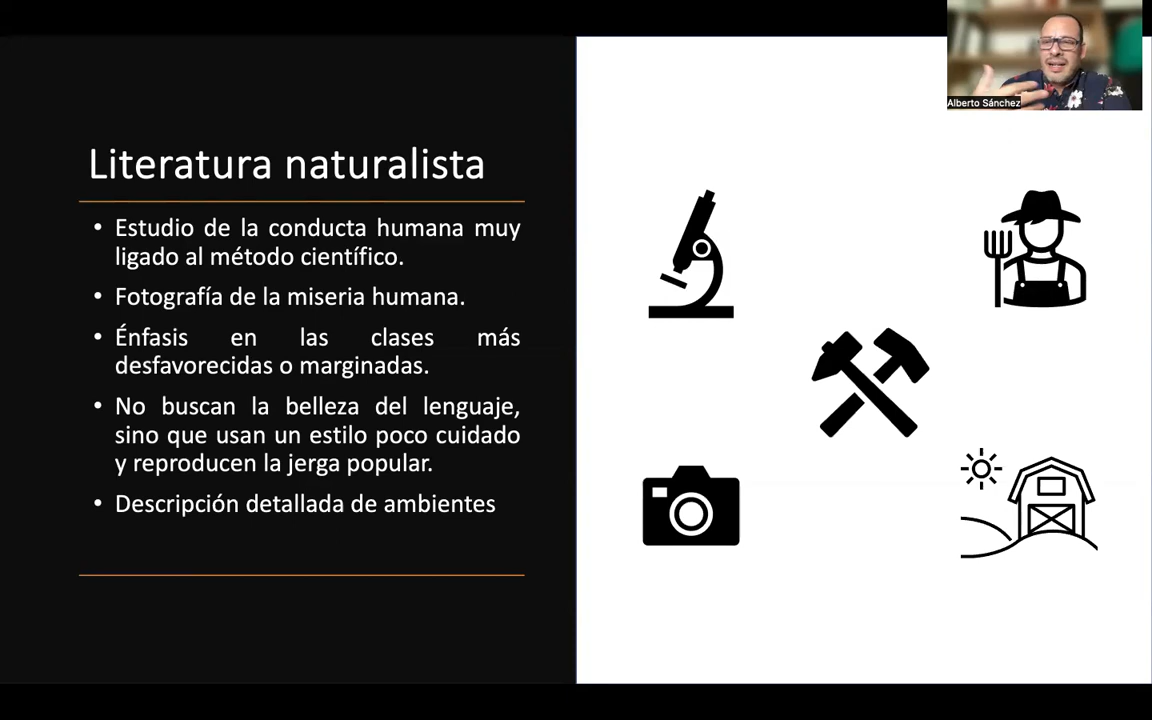 Alberto Sánchez
Literatura naturalista
• Estudio de la conducta humana muy
ligado al método científico.
• Fotografía de la miseria humana.
• Énfasis en las clases más
desfavorecidas o marginadas.
• No buscan la belleza del lenguaje,
sino que usan un estilo poco cuidado
y reproducen la jerga popular.
• Descripción detallada de ambientes